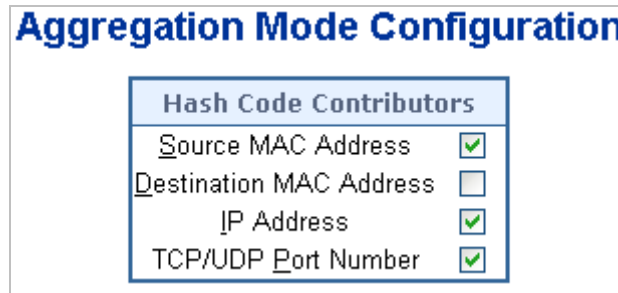 Aggregation Mode Configuration
Hash Code Contributors
Source MAC Address
Destination MAC Address
IP Address
TCP/UDP Port Number